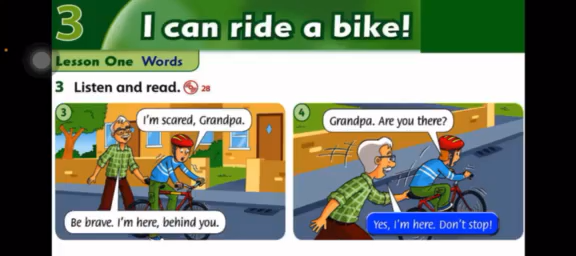 3
I can ride a bike!
Lesson One Words
3 Listen and read. 28
3
I'm scared, Grandpa.
Be brave. I'm here, behind you.
4
Grandpa. Are you there?
Yes, I'm here. Don't stop!